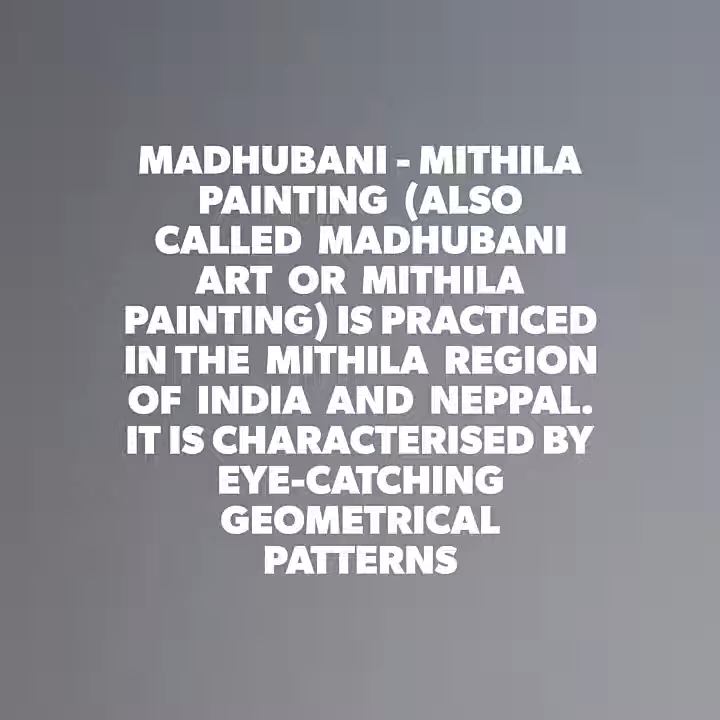 MADHUBANI - MITHILA
PAINTING (ALSO
CALLED MADHUBANI
ART OR MITHILA
PAINTING) IS PRACTICED
IN THE MITHILA REGION
OF INDIA AND NEPPAL.
IT IS CHARACTERISED BY
EYE-CATCHING
GEOMETRICAL
PATTERNS